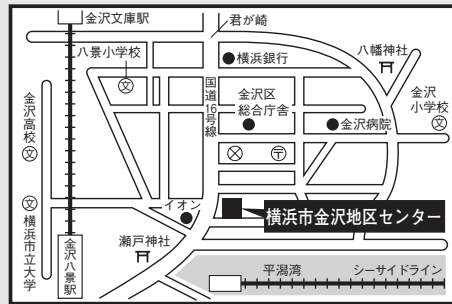 金沢文庫駅
君が崎
八景小学校
文
横浜銀行
八幡神社
国道16号線
金沢区
総合庁舎
金沢病院
金沢
小学校
文
金沢高校
文
〒
イオン
横浜市金沢地区センター
文
横浜市立大学
瀬戸神社
金沢八景駅
平潟湾
シーサイドライン